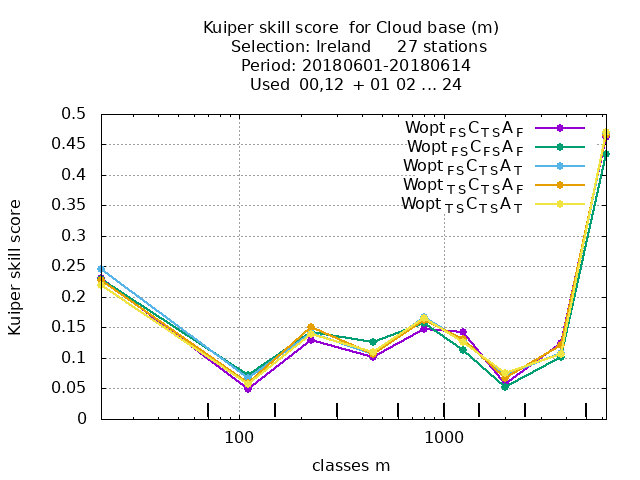 Kuiper skill score  for Cloud base (m)
Selection: Ireland     27 stations
Period: 20180601-20180614
Used  00,12  + 01 02 ... 24
Kuiper skill score
0.5
0.45
0.4
0.35
0.3
0.25
0.2
0.15
0.1
0.05
0
Wopt FS C TS A F
Wopt FS C FS A F
Wopt FS C TS A T
Wopt TS C TS A F
Wopt TS C TS A T
100 1000
classes m